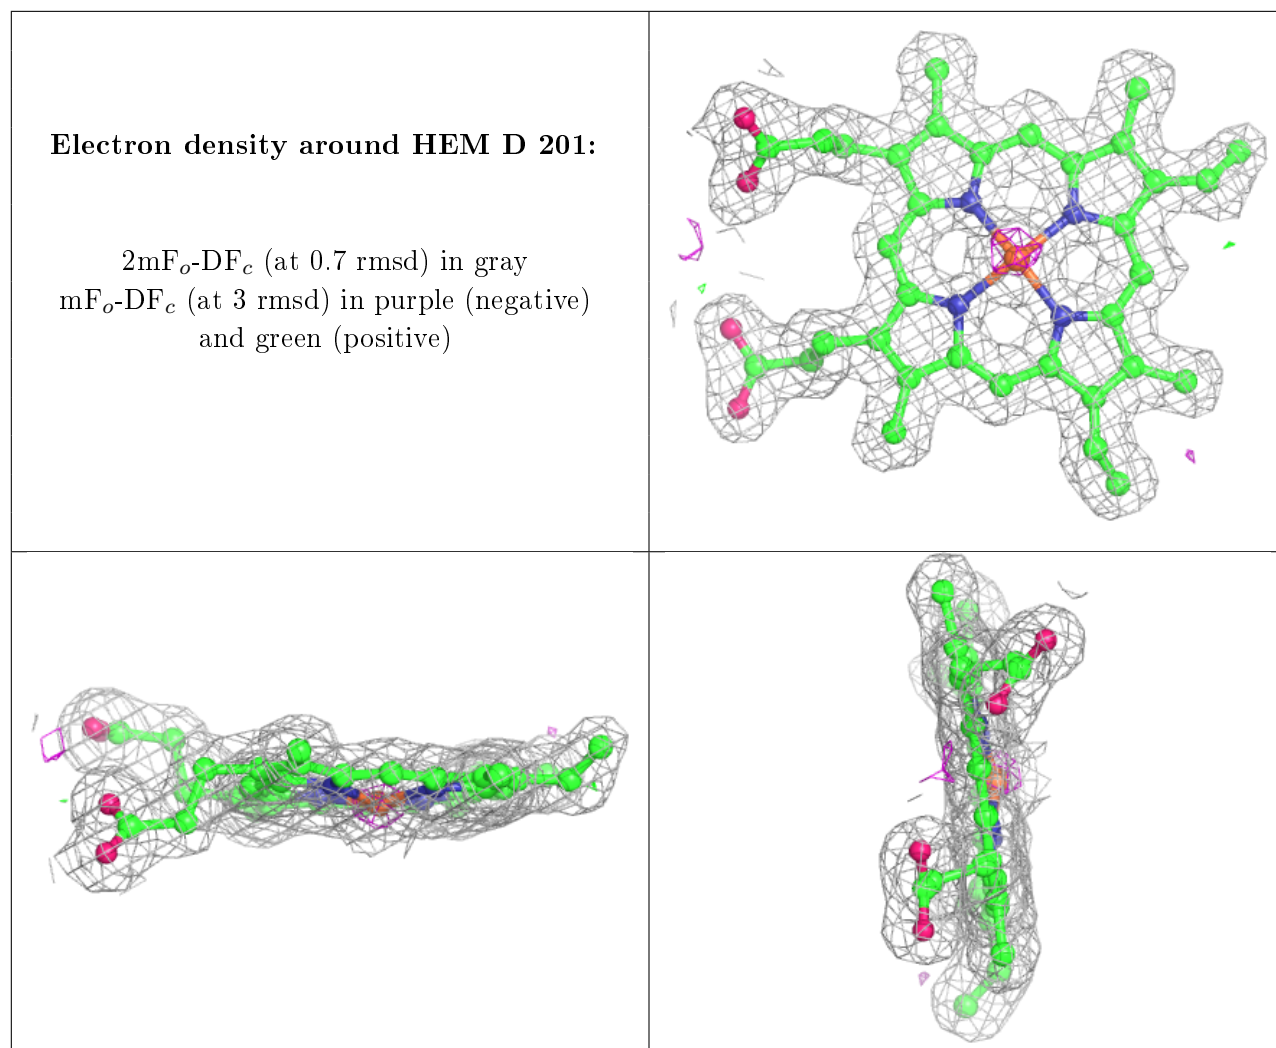 Electron density around HEM D 201:
2mFo-DFc (at 0.7 rmsd) in gray
mFo-DFc (at 3 rmsd) in purple (negative)
and green (positive)